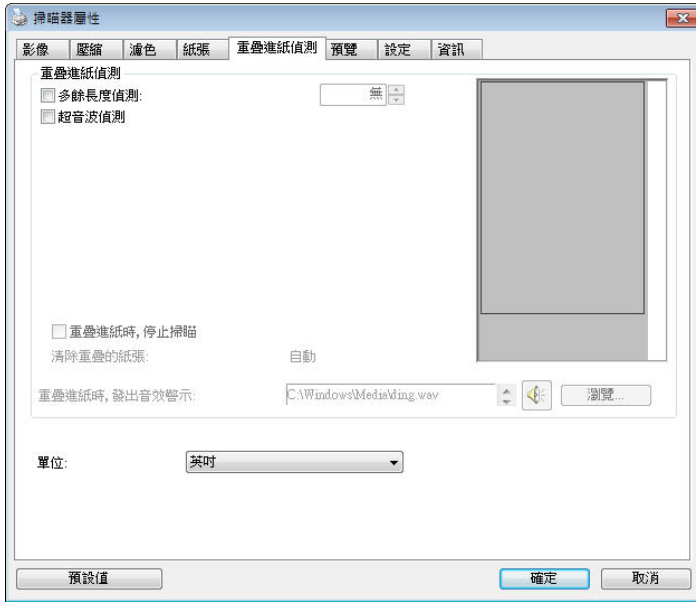 掃瞄器屬性
影像 壓縮 濾色 紙張 重疊進紙偵測 預覽 設定 資訊
重疊進紙偵測
多餘長度偵測: 無
超音波偵測
重疊進紙時, 停止掃瞄
清除重疊的紙張: 自動
重疊進紙時, 發出音效警示: C:\Windows\Media\ding.wav 瀏覽...
單位: 英吋
預設值 確定 取消